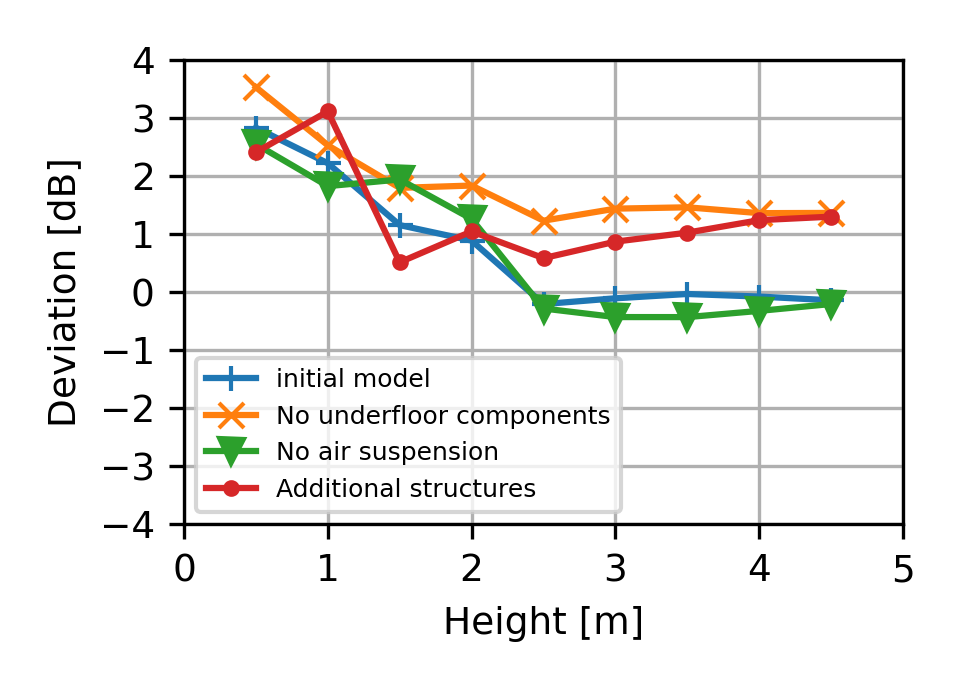 4
3
2
1
0
−1
−2
−3
−4
Deviation [dB]
initial model
No underfloor components
No air suspension
Additional structures
0 1 2 3 4 5
Height [m]